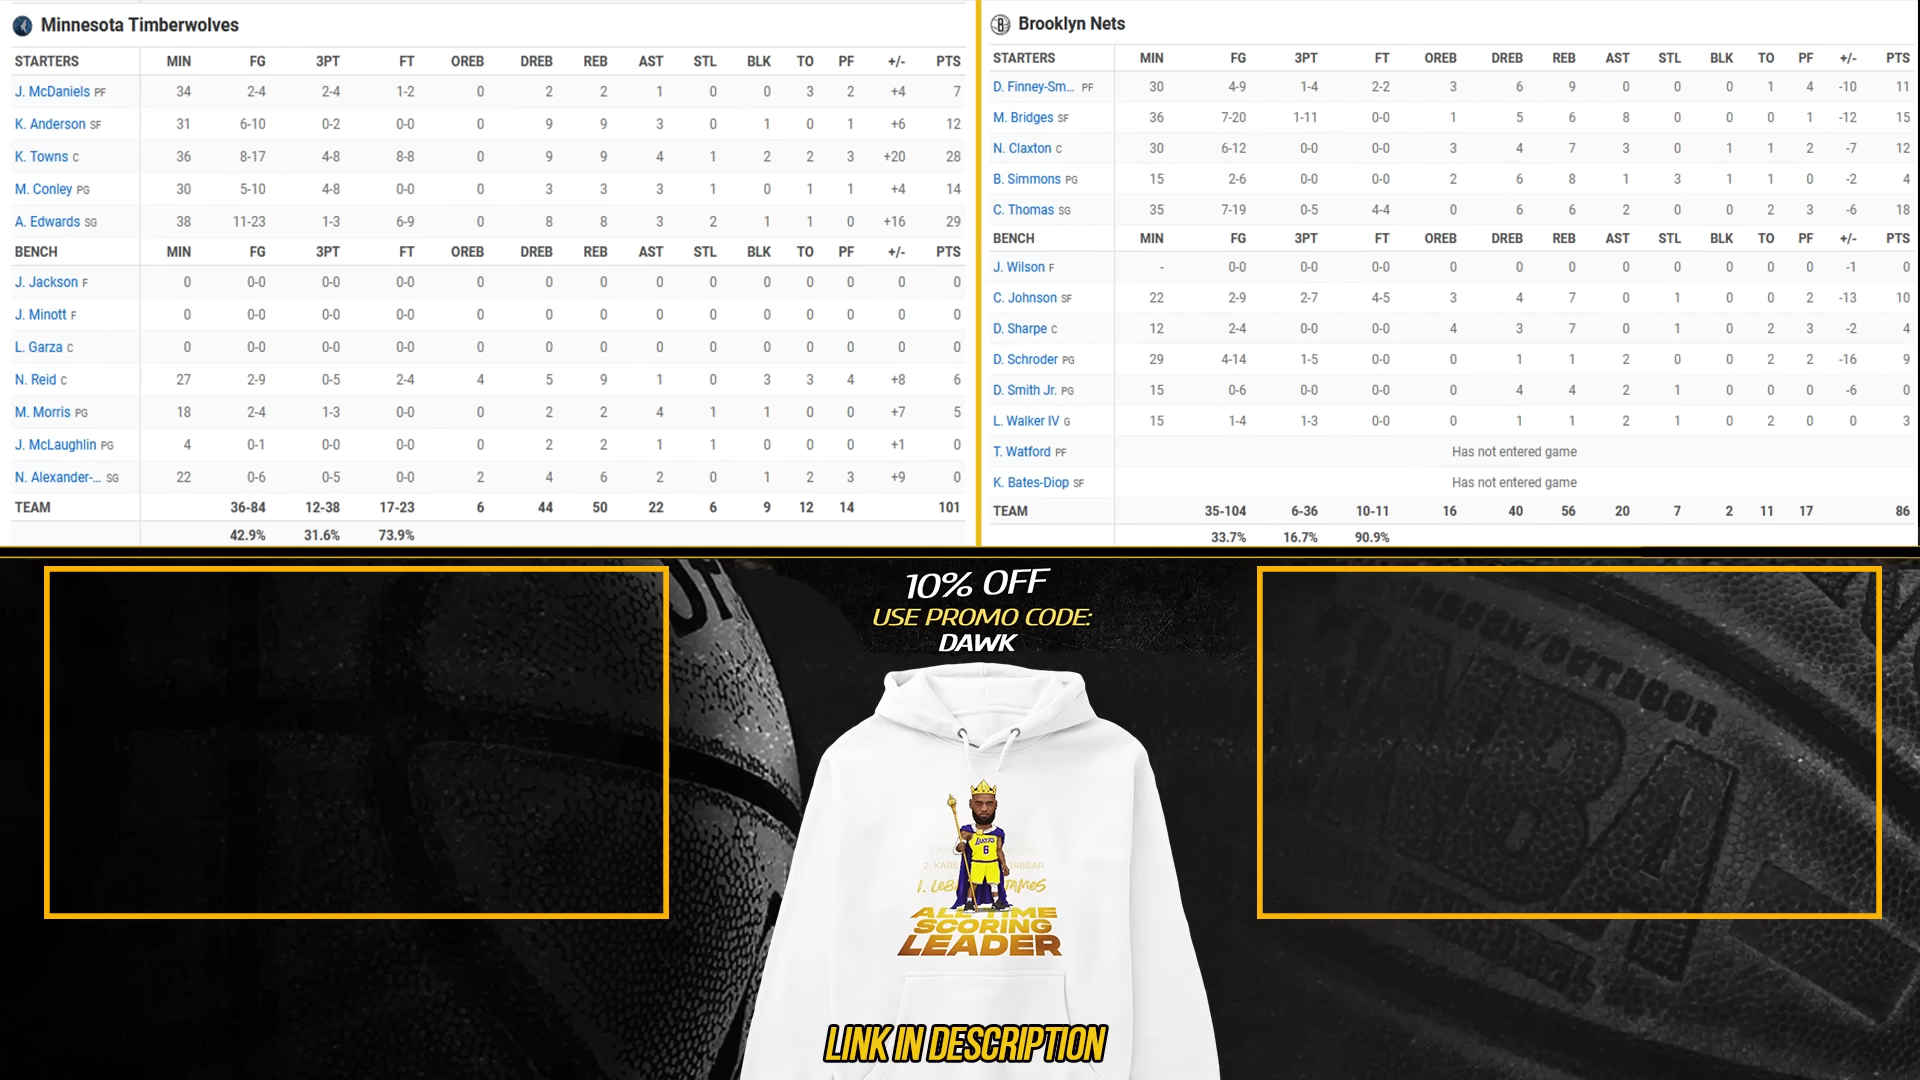 Minnesota Timberwolves
STARTERS MIN FG 3PT FT OREB DREB REB AST STL BLK TO PF +/- PTS
J. McDaniels PF 34 2-4 2-4 1-2 0 2 2 1 0 0 3 2 +4 7
K. Anderson SF 31 6-10 0-2 0-0 0 9 9 3 0 1 0 1 +6 12
K. Towns C 36 8-17 4-8 8-8 0 9 9 4 1 2 2 3 +20 28
M. Conley PG 30 5-10 4-8 0-0 0 3 3 3 1 0 1 1 +4 14
A. Edwards SG 38 11-23 1-3 6-9 0 8 8 3 2 1 1 0 +16 29
BENCH MIN FG 3PT FT OREB DREB REB AST STL BLK TO PF +/- PTS
J. Jackson F 0 0-0 0-0 0-0 0 0 0 0 0 0 0 0 0
J. Minott F 0 0-0 0-0 0-0 0 0 0 0 0 0 0 0 0
L. Garza C 0 0-0 0-0 0-0 0 0 0 0 0 0 0 0 0
N. Reid C 27 2-9 0-5 2-4 4 5 9 1 0 3 3 4 +8 6
M. Morris PG 18 2-4 1-3 0-0 0 2 2 4 1 1 0 0 +7 5
J. McLaughlin PG 4 0-1 0-0 0-0 0 2 2 1 1 0 0 0 +1 0
N. Alexander-... SG 22 0-6 0-5 0-0 2 4 6 2 0 1 2 3 +9 0
TEAM 36-84 12-38 17-23 6 44 50 22 6 9 12 14 101
42.9% 31.6% 73.9%
Brooklyn Nets
STARTERS MIN FG 3PT FT OREB DREB REB AST STL BLK TO PF +/- PTS
D. Finney-Sm... PF 30 4-9 1-4 2-2 3 6 9 0 0 0 1 4 -10 11
M. Bridges SF 36 7-20 1-11 0-0 1 5 6 8 0 0 0 1 -12 15
N. Claxton C 30 6-12 0-0 0-0 3 4 7 3 0 1 1 2 -7 12
B. Simmons PG 15 2-6 0-0 0-0 2 6 8 1 3 1 1 0 -2 4
C. Thomas SG 35 7-19 0-5 4-4 0 6 6 2 0 0 2 3 -6 18
BENCH MIN FG 3PT FT OREB DREB REB AST STL BLK TO PF +/- PTS
J. Wilson F - 0-0 0-0 0-0 0 0 0 0 0 0 0 0 -1 0
C. Johnson SF 22 2-9 2-7 4-5 3 4 7 0 1 0 0 2 -13 10
D. Sharpe C 12 2-4 0-0 0-0 4 3 7 0 1 0 2 3 -2 4
D. Schroder PG 29 4-14 1-5 0-0 0 1 1 2 0 0 2 2 -16 9
D. Smith Jr. PG 15 0-6 0-0 0-0 0 4 4 2 1 0 0 0 -6 0
L. Walker IV G 15 1-4 1-3 0-0 0 1 1 2 1 0 2 0 0 3
T. Watford PF Has not entered game
K. Bates-Diop SF Has not entered game
TEAM 35-104 6-36 10-11 16 40 56 20 7 2 11 17 86
33.7% 16.7% 90.9%
10% OFF
USE PROMO CODE:
DAWK
LAKERS
6
2. KARE JABBAR
1. LEB JAMES
ALL TIME
SCORING
LEADER
LINK IN DESCRIPTION
INDOOR/OUTDOOR
NBA